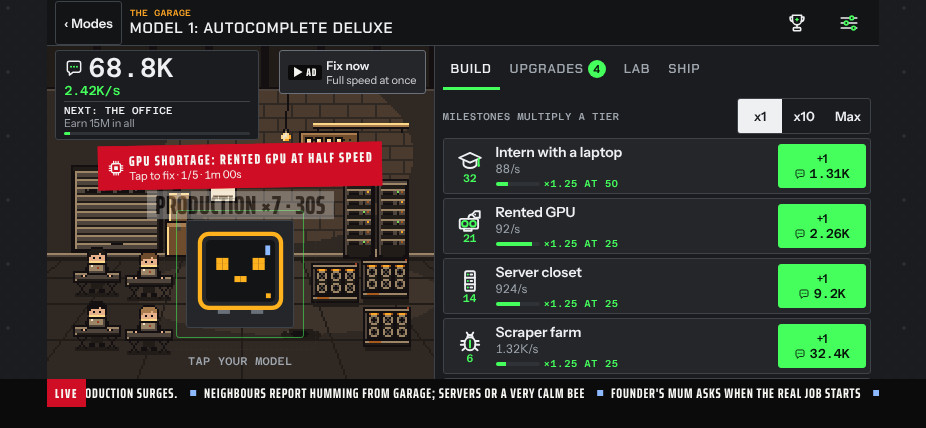 ‹ Modes
THE GARAGE
MODEL 1: AUTOCOMPLETE DELUXE
68.8K
2.42K/s
NEXT: THE OFFICE
Earn 15M in all
AD
Fix now
Full speed at once
GPU SHORTAGE: RENTED GPU AT HALF SPEED
Tap to fix · 1/5 · 1m 00s
PRODUCTION ×7 · 30S
TAP YOUR MODEL
BUILD
UPGRADES 4
LAB
SHIP
MILESTONES MULTIPLY A TIER
x1
x10
Max
Intern with a laptop
88/s
32
×1.25 AT 50
+1
1.31K
Rented GPU
92/s
21
×1.25 AT 25
+1
2.26K
Server closet
924/s
14
×1.25 AT 25
+1
9.2K
Scraper farm
1.32K/s
6
×1.25 AT 25
+1
32.4K
LIVE
ODUCTION SURGES.
NEIGHBOURS REPORT HUMMING FROM GARAGE; SERVERS OR A VERY CALM BEE
FOUNDER'S MUM ASKS WHEN THE REAL JOB STARTS